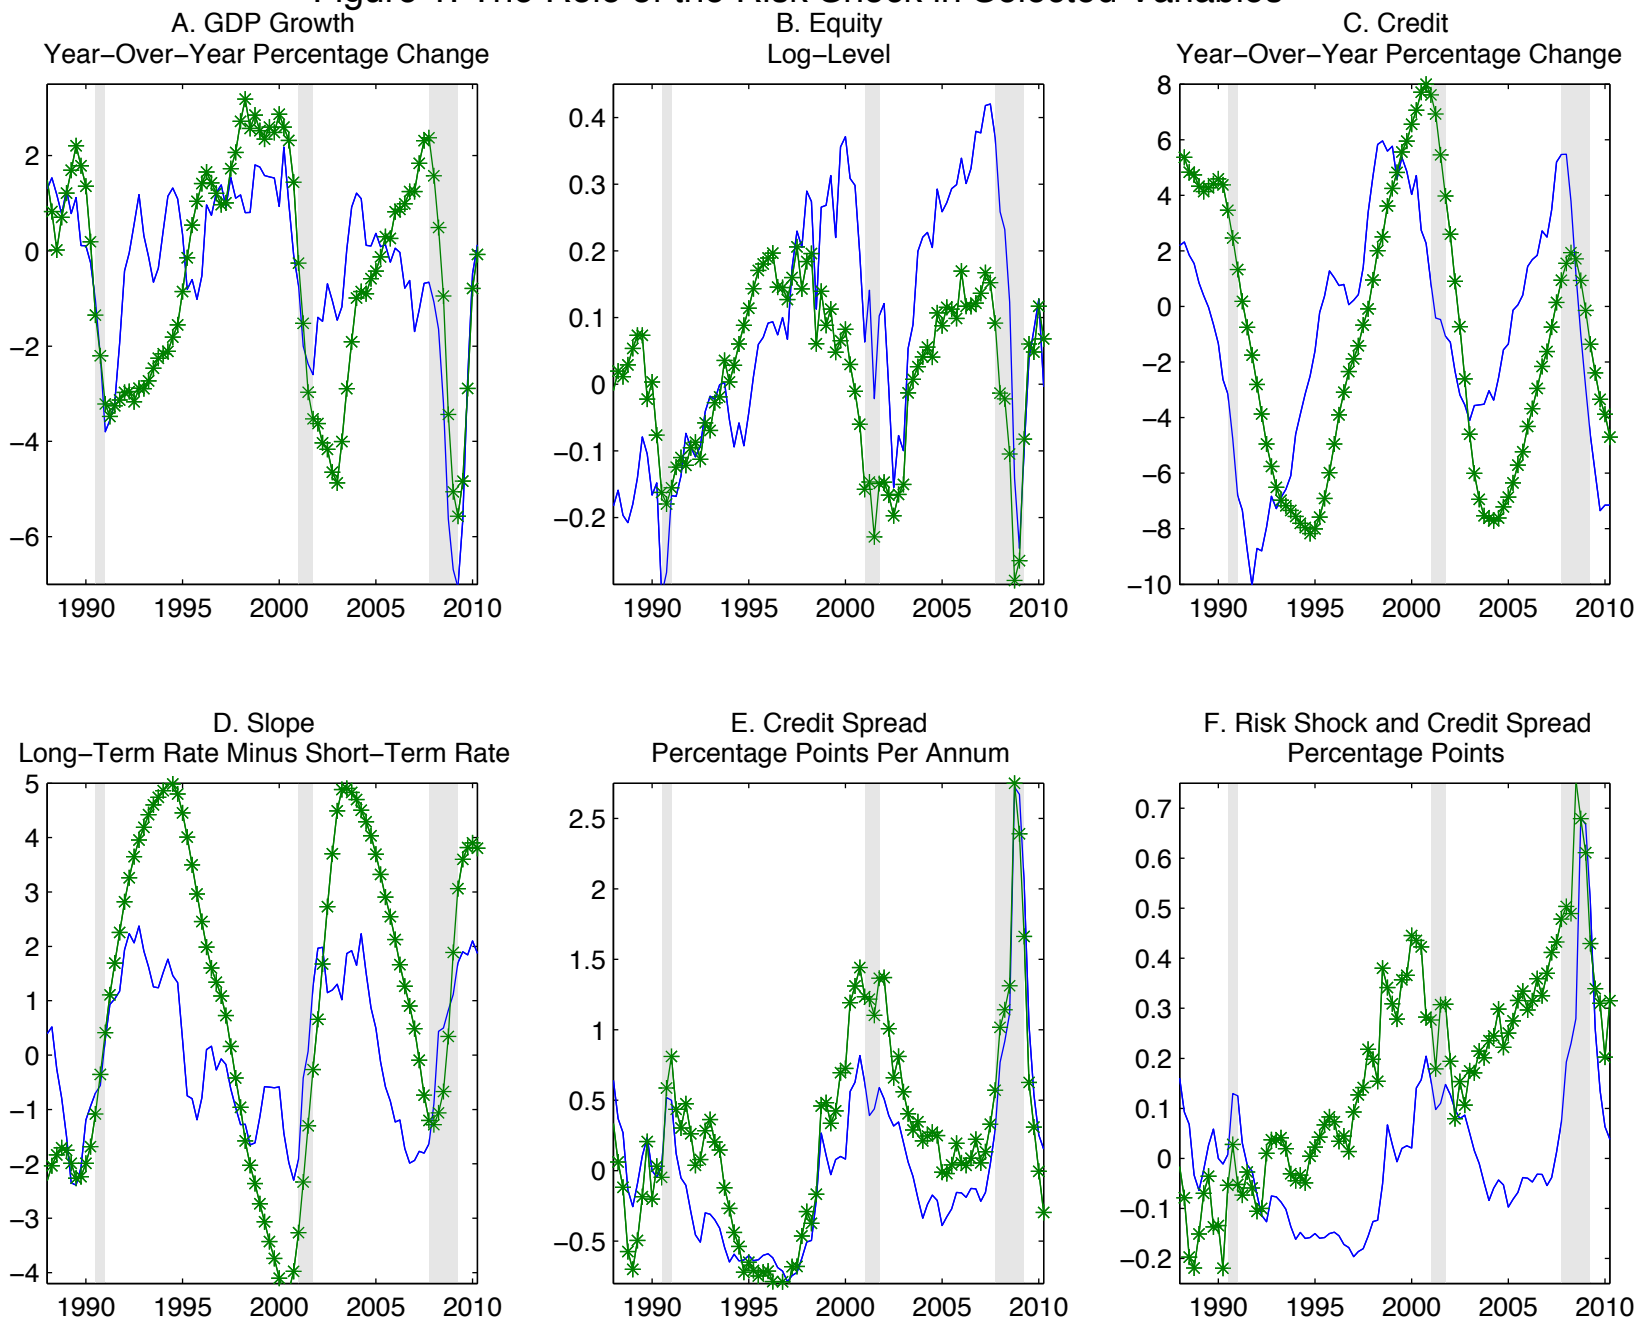 A. GDP Growth
Year−Over−Year Percentage Change
2
0
−2
−4
−6
1990 1995 2000 2005 2010
B. Equity
Log−Level
0.4
0.3
0.2
0.1
0
−0.1
−0.2
1990 1995 2000 2005 2010
C. Credit
Year−Over−Year Percentage Change
8
6
4
2
0
−2
−4
−6
−8
−10
1990 1995 2000 2005 2010
D. Slope
Long−Term Rate Minus Short−Term Rate
5
4
3
2
1
0
−1
−2
−3
−4
1990 1995 2000 2005 2010
E. Credit Spread
Percentage Points Per Annum
2.5
2
1.5
1
0.5
0
−0.5
1990 1995 2000 2005 2010
F. Risk Shock and Credit Spread
Percentage Points
0.7
0.6
0.5
0.4
0.3
0.2
0.1
0
−0.1
−0.2
1990 1995 2000 2005 2010